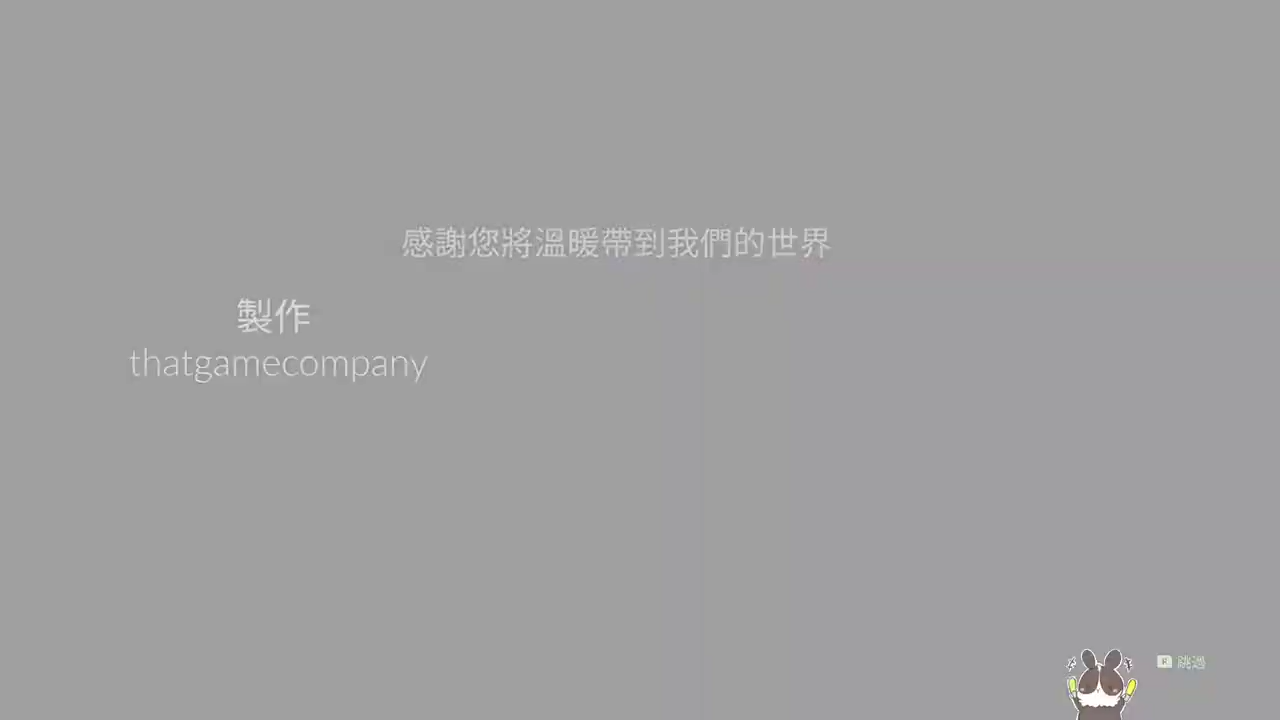 感謝您將溫暖帶到我們的世界
製作
thatgamecompany
跳過